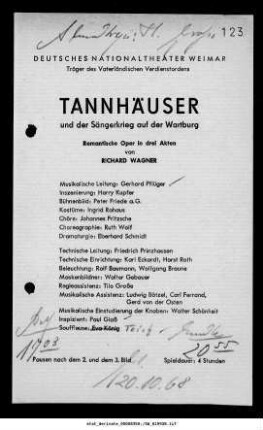 123
DEUTSCHES NATIONALTHEATER WEIMAR
Träger des Vaterländischen Verdienstordens
TANNHÄUSER
und der Sängerkrieg auf der Wartburg
Romantische Oper in drei Akten
von
RICHARD WAGNER
Musikalische Leitung: Gerhard Pflüger
Inszenierung: Harry Kupfer
Bühnenbild: Peter Friede a.G.
Kostüme: Ingrid Rahaus
Chöre: Johannes Pritzsche
Choreographie: Ruth Wolf
Dramaturgie: Eberhard Schmidt
Technische Leitung: Friedrich Prinzhausen
Technische Einrichtung: Karl Eckardt, Horst Rath
Beleuchtung: Rolf Baumann, Wolfgang Braune
Maskenbildner: Walter Gebauer
Regieassistenz: Tilo Große
Musikalische Assistenz: Ludwig Bätzel, Carl Ferrand,
Gerd von der Osten
Musikalische Einstudierung der Knaben: Walter Schönheit
Inspizient: Paul Glaß
Souffleuse: Eva König
Pausen nach dem 2. und dem 3. Bild
Spieldauer: 4 Stunden
20 55
20.10.68